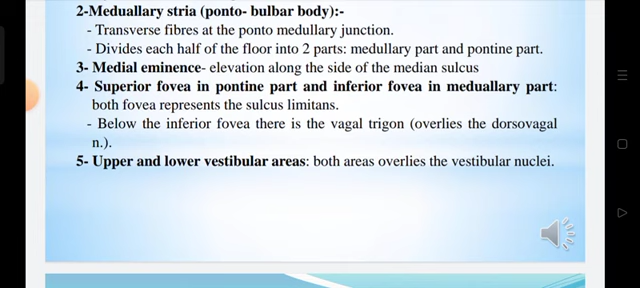 2-Meduallary stria (ponto- bulbar body):-
- Transverse fibres at the ponto medullary junction.
- Divides each half of the floor into 2 parts: medullary part and pontine part.
3- Medial eminence- elevation along the side of the median sulcus
4- Superior fovea in pontine part and inferior fovea in meduallary part:
both fovea represents the sulcus limitans.
- Below the inferior fovea there is the vagal trigon (overlies the dorsovagal
n.).
5- Upper and lower vestibular areas: both areas overlies the vestibular nuclei.